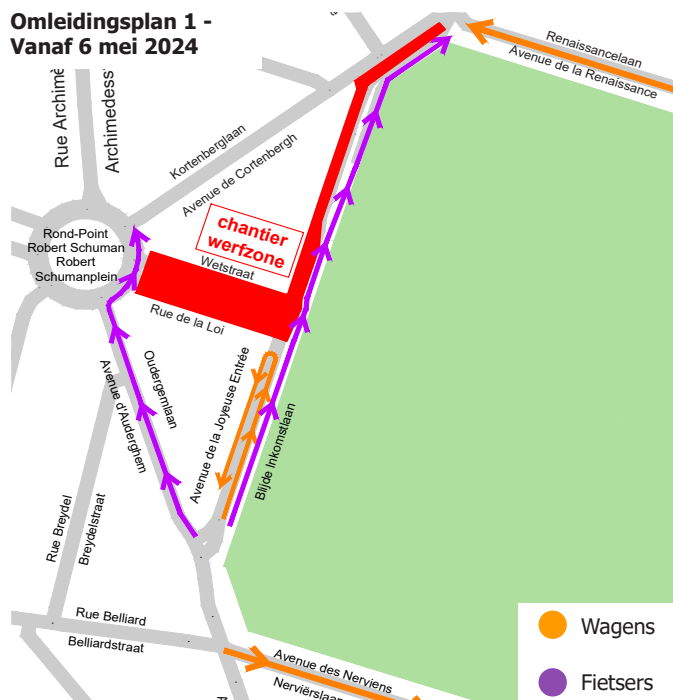 Omleidingsplan 1 -
Vanaf 6 mei 2024
Renaissancelaan
Avenue de la Renaissance
Rue Archimè
Archimedess
Kortenberglaan
Avenue de Cortenbergh
Rond-Point
Robert Schuman
Robert
Schumanplein
chantier
werfzone
Wetstraat
Rue de la Loi
Oudergemlaan
Avenue d'Auderghem
Avenue de la Joyeuse Entrée
Blijde Inkomstlaan
Rue Breydel
Breydelstraat
Rue Belliard
Belliardstraat
Avenue des Nerviens
Nerviërslaan
Wagens
Fietsers